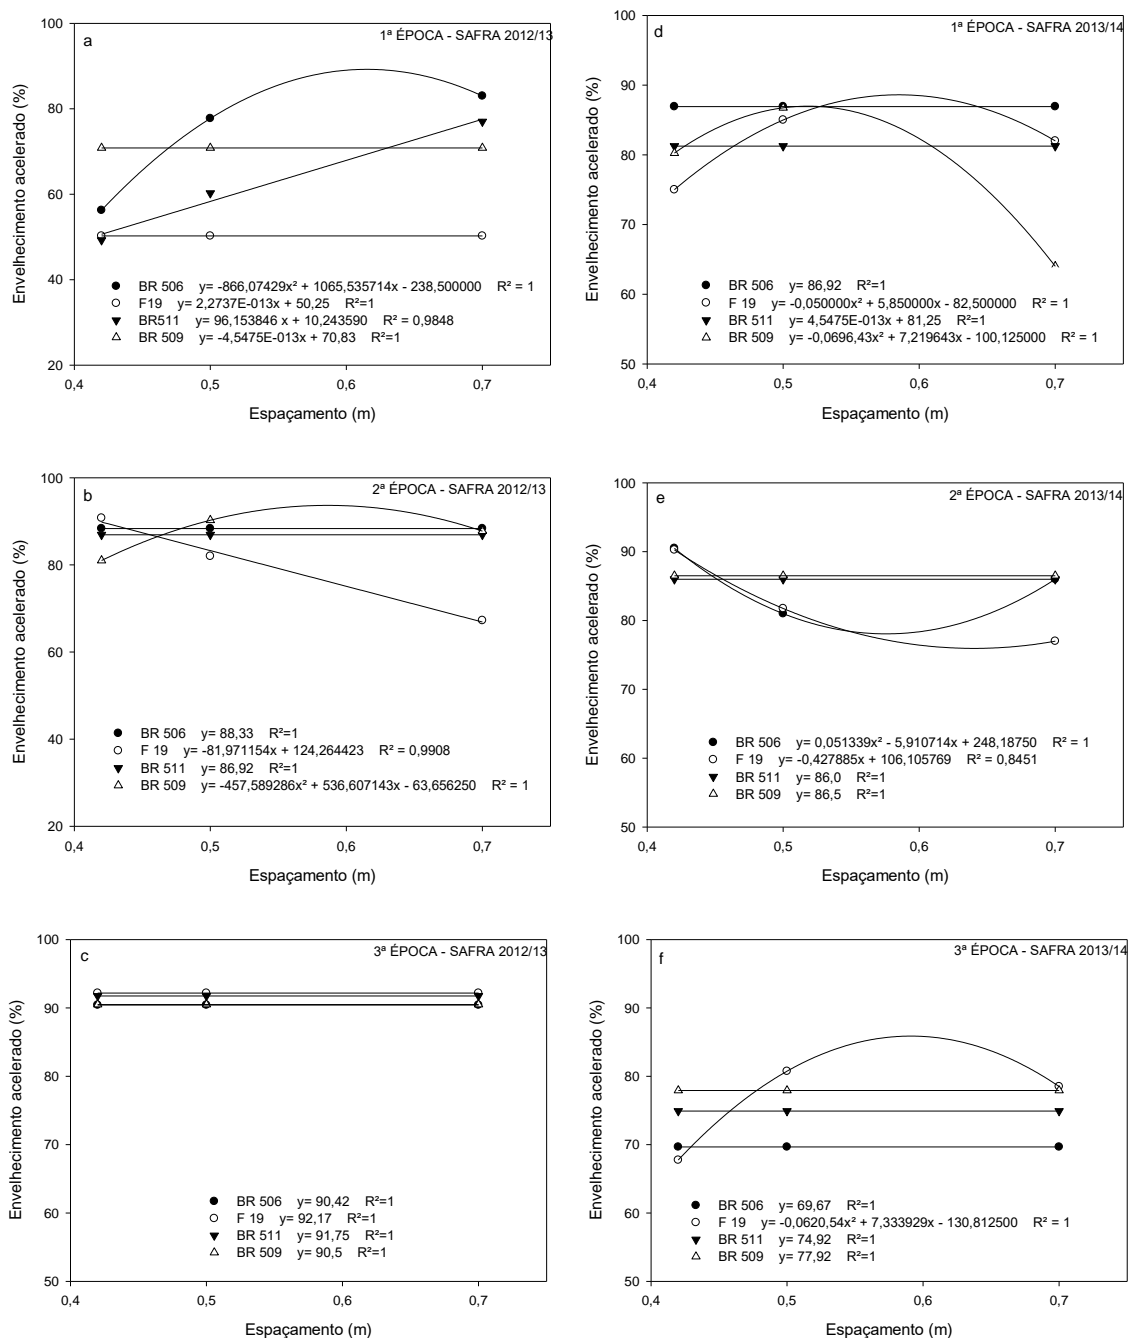 a
1ª ÉPOCA - SAFRA 2012/13
Envelhecimento acelerado (%)
100
80
60
40
20
BR 506 y= -866,07429x² + 1065,535714x - 238,500000 R² = 1
F19 y= 2,2737E-013x + 50,25 R²=1
BR511 y= 96,153846 x + 10,243590 R² = 0,9848
BR 509 y= -4,5475E-013x + 70,83 R²=1
0,4 0,5 0,6 0,7
Espaçamento (m)
d
1ª ÉPOCA - SAFRA 2013/14
Envelhecimento acelerado (%)
100
90
80
70
60
50
BR 506 y= 86,92 R²=1
F 19 y= -0,050000x² + 5,850000x - 82,500000 R² = 1
BR 511 y= 4,5475E-013x + 81,25 R²=1
BR 509 y= -0,0696,43x² + 7,219643x - 100,125000 R² = 1
0,4 0,5 0,6 0,7
Espaçamento (m)
b
2ª ÉPOCA - SAFRA 2012/13
Envelhecimento acelerado (%)
100
80
60
40
20
BR 506 y= 88,33 R²=1
F 19 y= -81,971154x + 124,264423 R² = 0,9908
BR 511 y= 86,92 R²=1
BR 509 y= -457,589286x² + 536,607143x - 63,656250 R² = 1
0,4 0,5 0,6 0,7
Espaçamento (m)
e
2ª ÉPOCA - SAFRA 2013/14
Envelhecimento acelerado (%)
100
90
80
70
60
50
BR 506 y= 0,051339x² - 5,910714x + 248,18750 R² = 1
F 19 y= -0,427885x + 106,105769 R² = 0,8451
BR 511 y= 86,0 R²=1
BR 509 y= 86,5 R²=1
0,4 0,5 0,6 0,7
Espaçamento (m)
c
3ª ÉPOCA - SAFRA 2012/13
Envelhecimento acelerado (%)
100
90
80
70
60
50
BR 506 y= 90,42 R²=1
F 19 y= 92,17 R²=1
BR 511 y= 91,75 R²=1
BR 509 y= 90,5 R²=1
0,4 0,5 0,6 0,7
Espaçamento (m)
f
3ª ÉPOCA - SAFRA 2013/14
Envelhecimento acelerado (%)
100
90
80
70
60
50
BR 506 y= 69,67 R²=1
F 19 y= -0,0620,54x² + 7,333929x - 130,812500 R² = 1
BR 511 y= 74,92 R²=1
BR 509 y= 77,92 R²=1
0,4 0,5 0,6 0,7
Espaçamento (m)